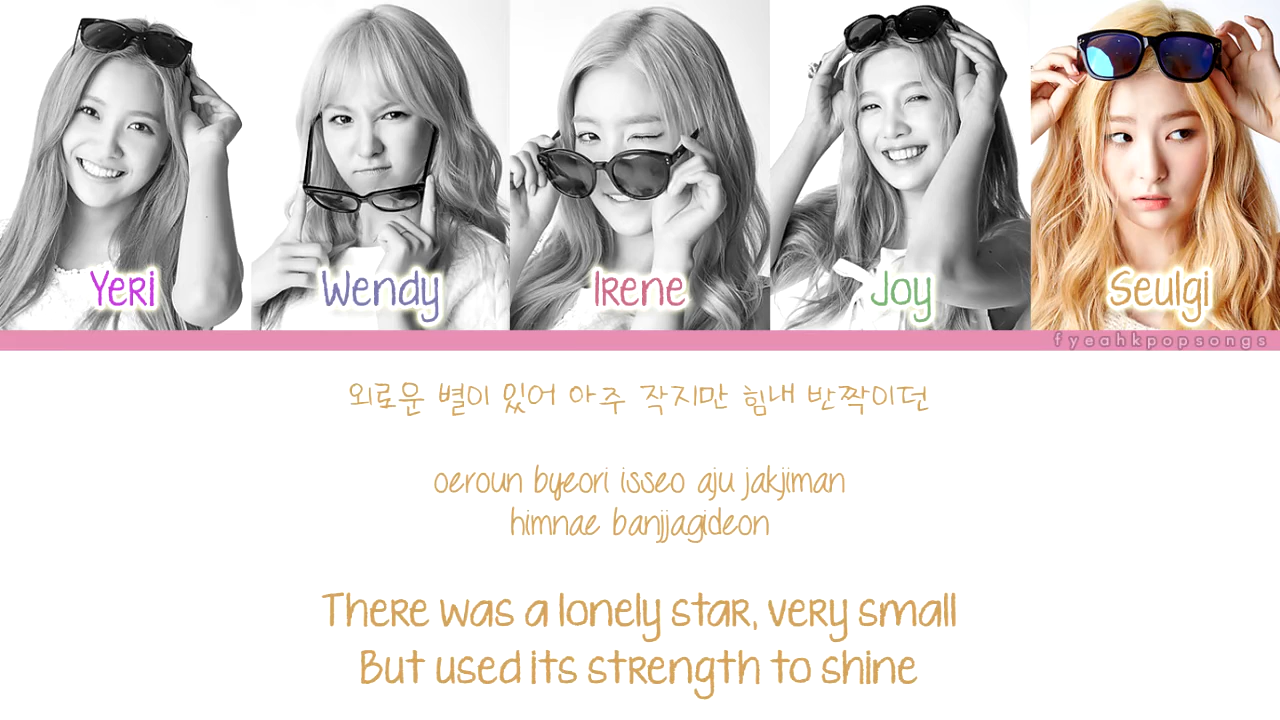 Yeri Wendy Irene Joy Seulgi
fyeahkpopsongs
외로운 별이 있어 아주 작지만 힘내 반짝이던
oeroun byeori isseo aju jakjiman
himnae banjjagideon
There was a lonely star, very small
But used its strength to shine